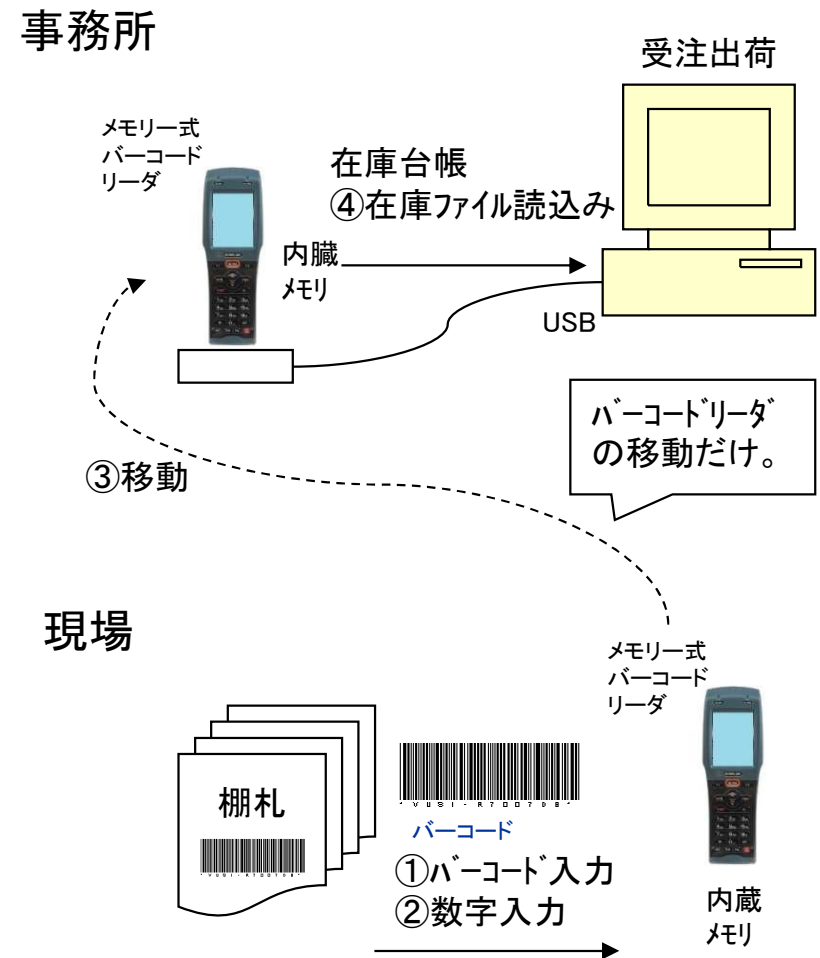 事務所
受注出荷
メモリー式
バーコード
リーダ
在庫台帳
④在庫ファイル読込み
内臓
メモリ
USB
バーコードリーダ
の移動だけ。
③移動
現場
メモリー式
バーコード
リーダ
棚札
バーコード
①バーコード入力
②数字入力
内蔵
メモリ